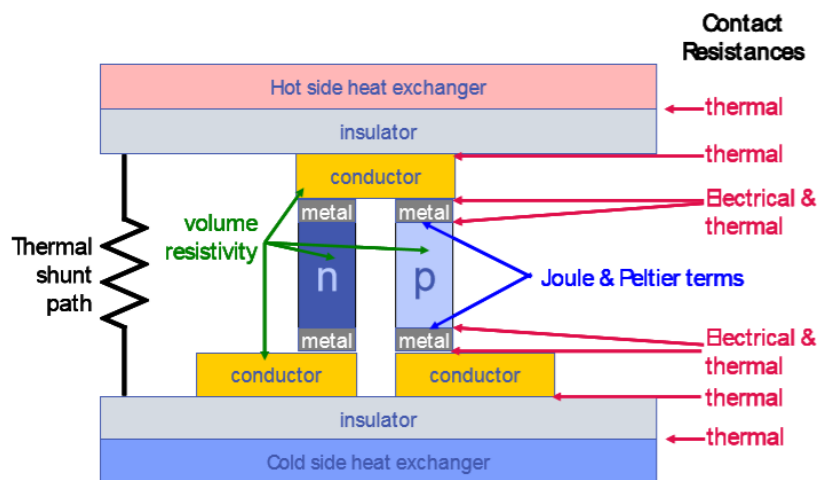 Contact
Resistances
Hot side heat exchanger
thermal
insulator
thermal
conductor
metal
metal
Electrical &
thermal
volume
resistivity
Thermal
shunt
path
n
p
Joule & Peltier terms
metal
metal
Electrical &
thermal
conductor
conductor
thermal
insulator
thermal
Cold side heat exchanger